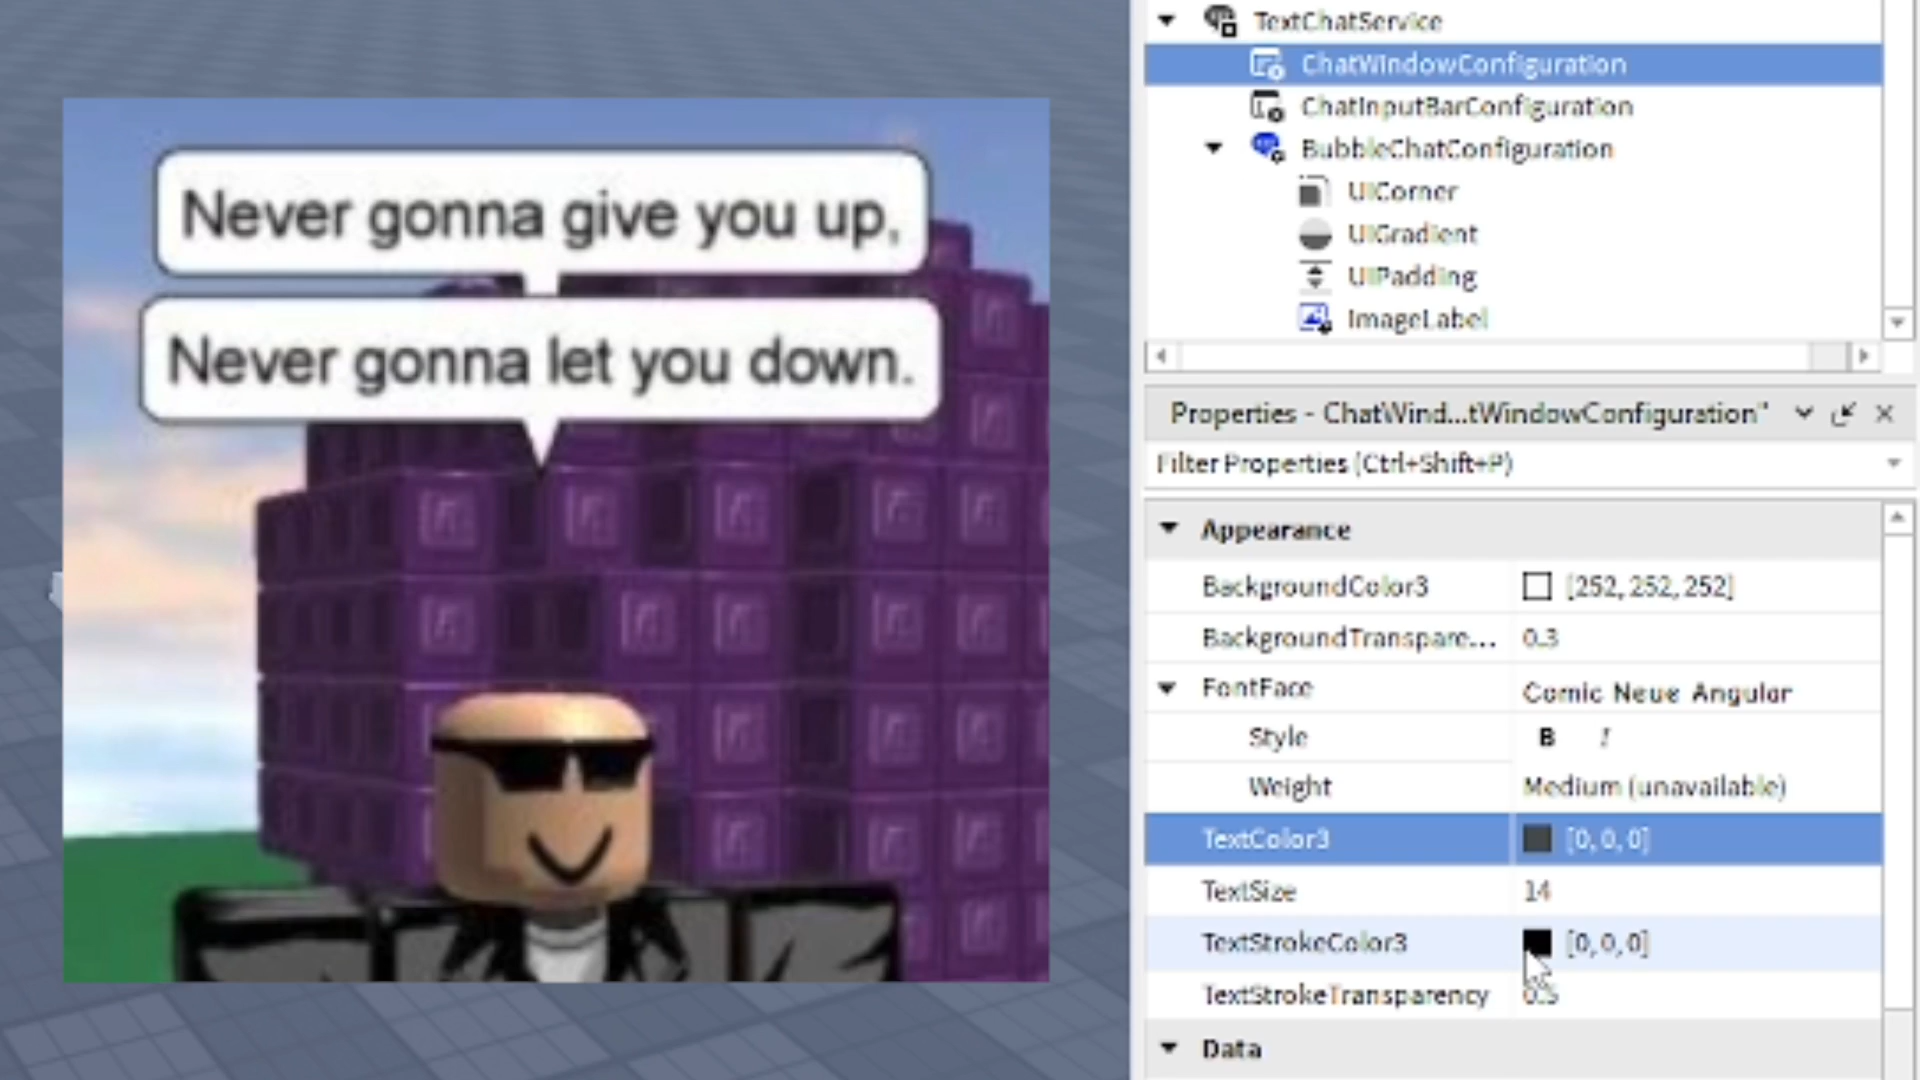 Never gonna give you up,
Never gonna let you down.
TextChatService
ChatWindowConfiguration
ChatInputBarConfiguration
BubbleChatConfiguration
UICorner
UIGradient
UIPadding
ImageLabel
Properties - ChatWind...tWindowConfiguration"
Filter Properties (Ctrl+Shift+P)
Appearance
BackgroundColor3 [252, 252, 252]
BackgroundTranspare... 0.3
FontFace Comic Neue Angular
Style B I
Weight Medium (unavailable)
TextColor3 [0, 0, 0]
TextSize 14
TextStrokeColor3 [0, 0, 0]
TextStrokeTransparency 0.5
Data